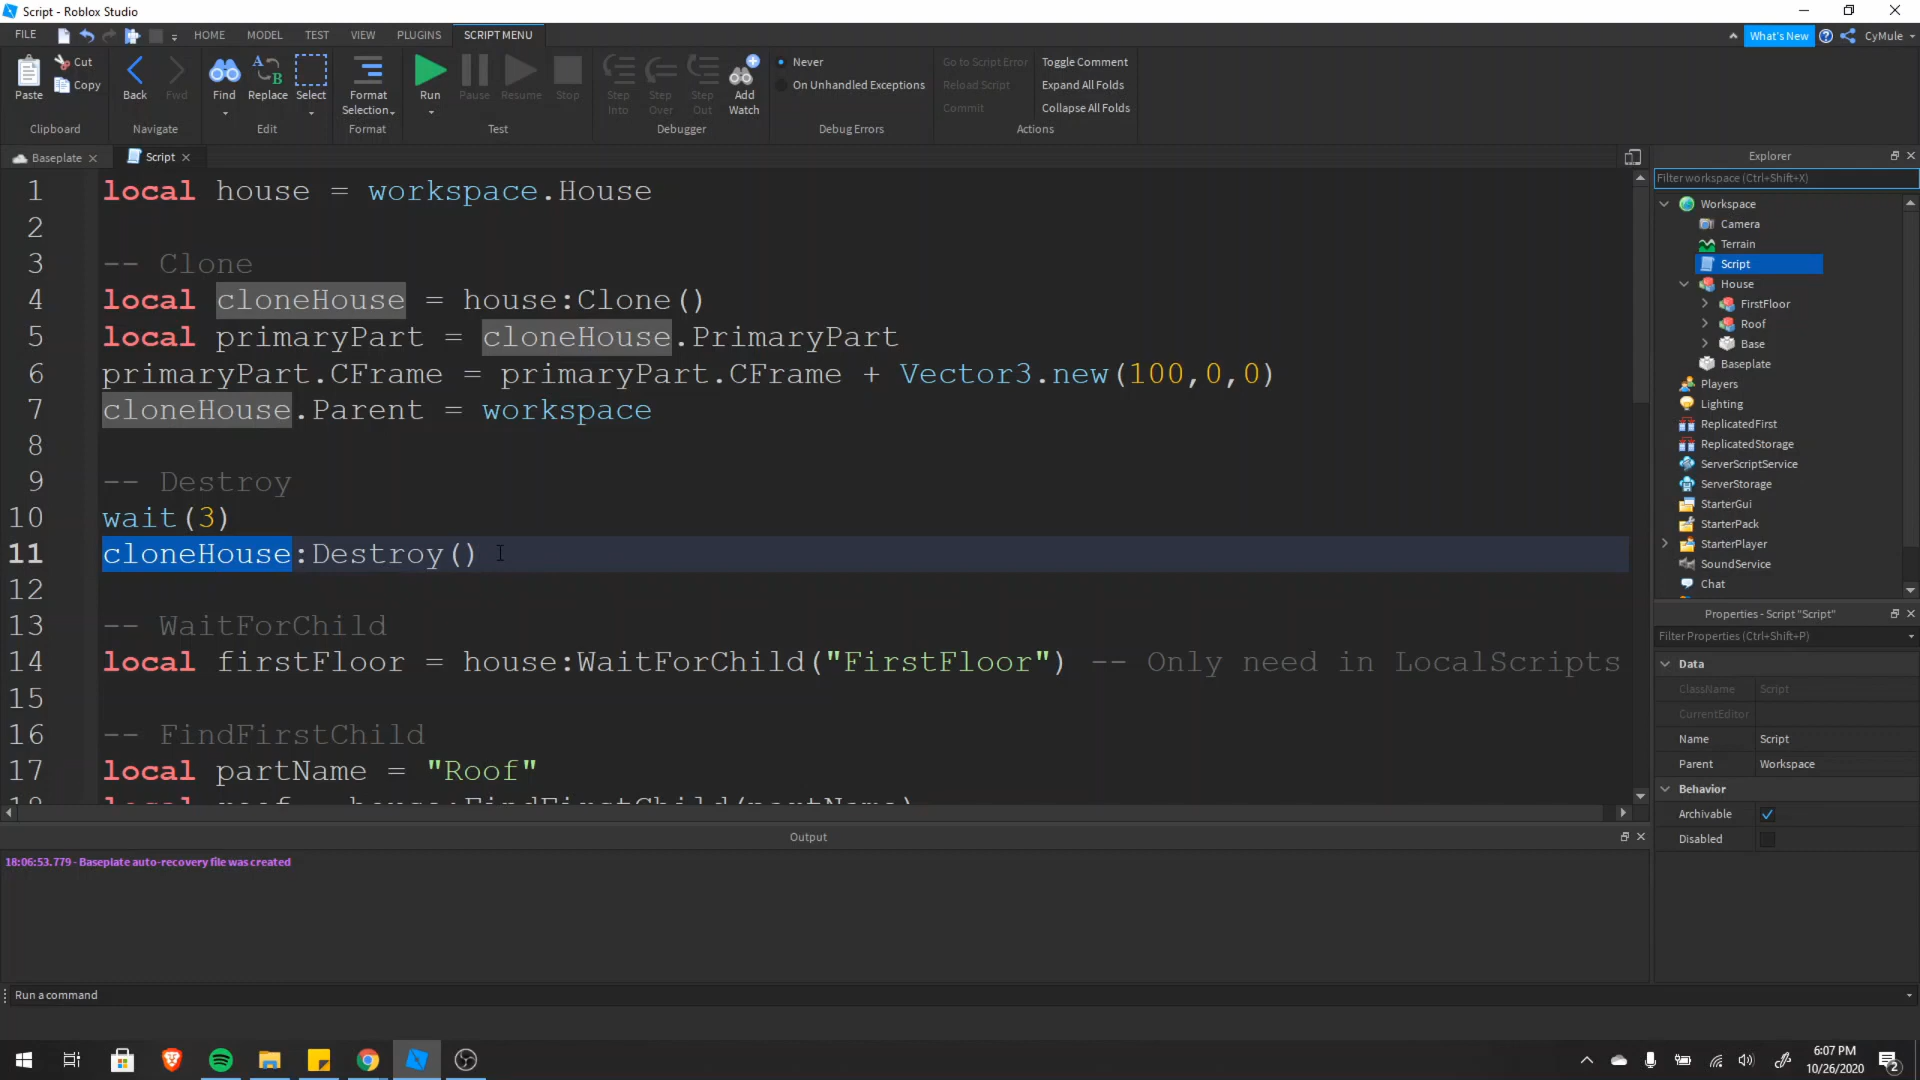 Script - Roblox Studio
FILE HOME MODEL TEST VIEW PLUGINS SCRIPT MENU What's New CyMule
Paste Cut Copy Back Fwd Find Replace Select Format Selection Run Pause Resume Stop Step Into Step Over Step Out Add Watch
Never
On Unhandled Exceptions
Go to Script Error
Reload Script
Commit
Toggle Comment
Expand All Folds
Collapse All Folds
Clipboard Navigate Edit Format Test Debugger Debug Errors Actions
Baseplate Script
1 local house = workspace.House
2
3 -- Clone
4 local cloneHouse = house:Clone()
5 local primaryPart = cloneHouse.PrimaryPart
6 primaryPart.CFrame = primaryPart.CFrame + Vector3.new(100,0,0)
7 cloneHouse.Parent = workspace
8
9 -- Destroy
10 wait(3)
11 cloneHouse:Destroy()
12
13 -- WaitForChild
14 local firstFloor = house:WaitForChild("FirstFloor") -- Only need in LocalScripts
15
16 -- FindFirstChild
17 local partName = "Roof"
18 local roof = house:FindFirstChild(partName)
Output
18:06:53.779 - Baseplate auto-recovery file was created
Run a command
Explorer
Filter workspace (Ctrl+Shift+X)
Workspace
Camera
Terrain
Script
House
FirstFloor
Roof
Base
Baseplate
Players
Lighting
ReplicatedFirst
ReplicatedStorage
ServerScriptService
ServerStorage
StarterGui
StarterPack
StarterPlayer
SoundService
Chat
Properties - Script "Script"
Filter Properties (Ctrl+Shift+P)
Data
ClassName Script
CurrentEditor
Name Script
Parent Workspace
Behavior
Archivable
Disabled
6:07 PM
10/26/2020
2